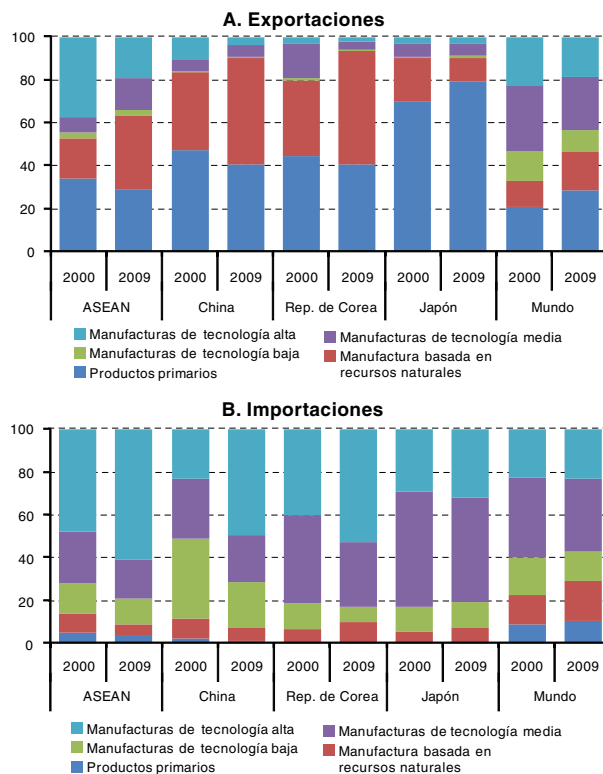 A. Exportaciones
100
80
60
40
20
0
2000 2009 2000 2009 2000 2009 2000 2009 2000 2009
ASEAN China Rep. de Corea Japón Mundo
Manufacturas de tecnología alta
Manufacturas de tecnología media
Manufacturas de tecnología baja
Manufactura basada en
recursos naturales
Productos primarios
B. Importaciones
100
80
60
40
20
0
2000 2009 2000 2009 2000 2009 2000 2009 2000 2009
ASEAN China Rep. de Corea Japón Mundo
Manufacturas de tecnología alta
Manufacturas de tecnología media
Manufacturas de tecnología baja
Manufactura basada en
recursos naturales
Productos primarios